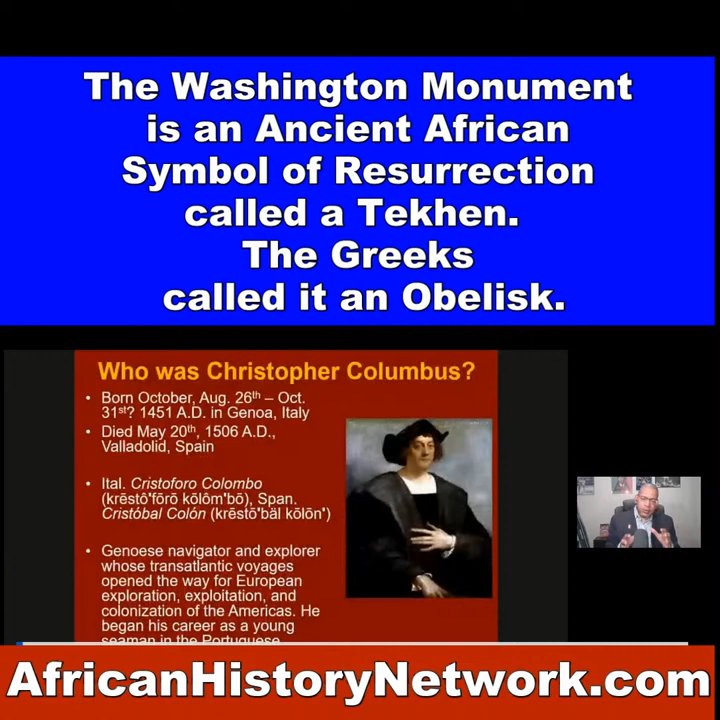 The Washington Monument
is an Ancient African
Symbol of Resurrection
called a Tekhen.
The Greeks
called it an Obelisk.
Who was Christopher Columbus?
• Born October, Aug. 26th – Oct.
31st? 1451 A.D. in Genoa, Italy
• Died May 20th, 1506 A.D.,
Valladolid, Spain
• Ital. Cristoforo Colombo
(krēstô'fōrō kōlôm'bō), Span.
Cristóbal Colón (krēstō'bäl kōlōn')
• Genoese navigator and explorer
whose transatlantic voyages
opened the way for European
exploration, exploitation, and
colonization of the Americas. He
began his career as a young
seaman in the Portuguese
AfricanHistoryNetwork.com